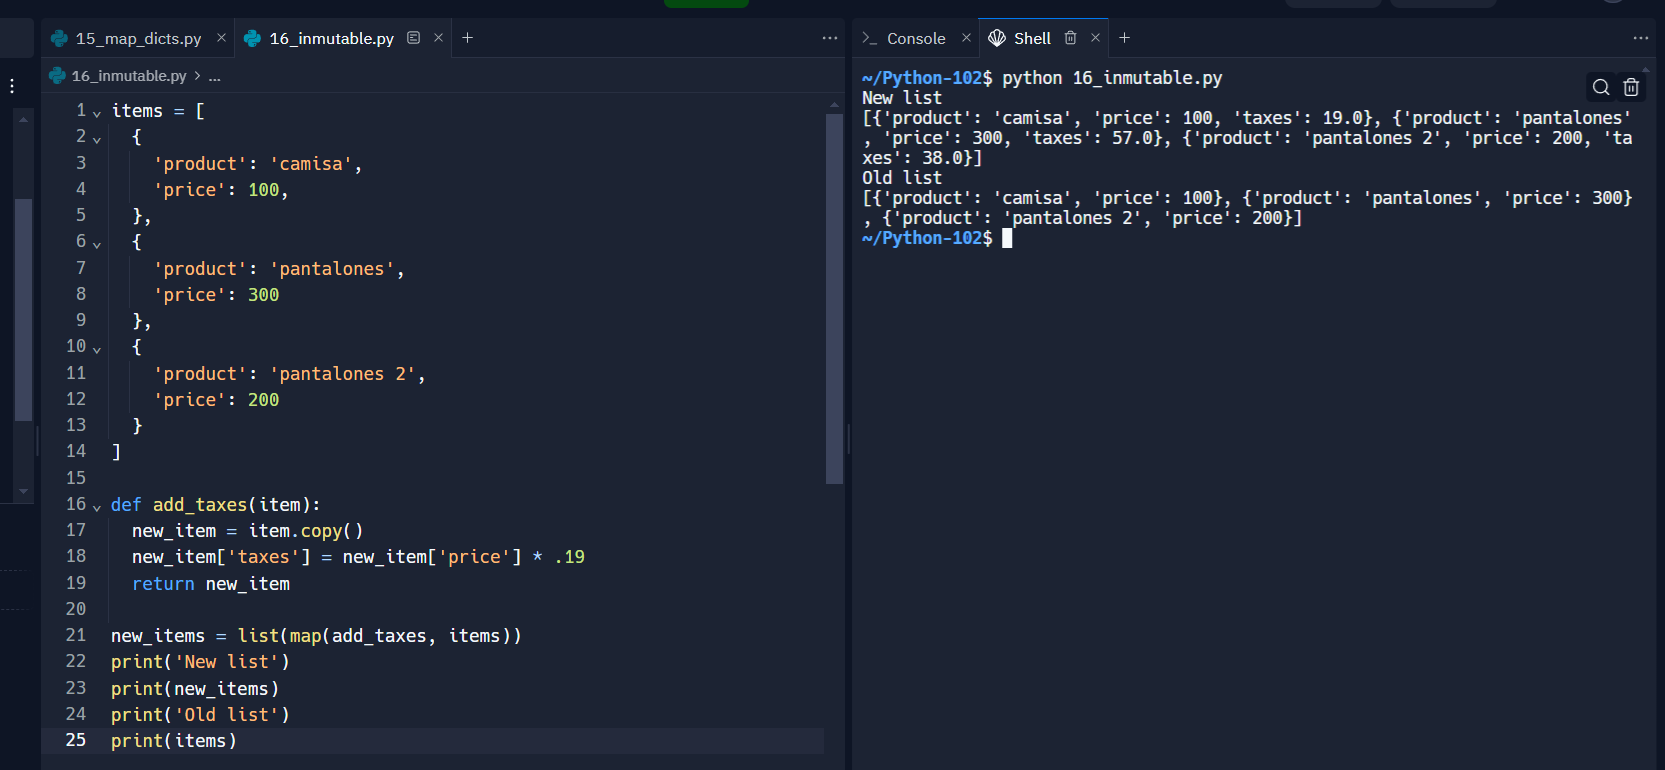 15_map_dicts.py
16_inmutable.py
16_inmutable.py > ...
1 items = [
2   {
3     'product': 'camisa',
4     'price': 100,
5   },
6   {
7     'product': 'pantalones',
8     'price': 300
9   },
10   {
11     'product': 'pantalones 2',
12     'price': 200
13   }
14 ]
15
16 def add_taxes(item):
17   new_item = item.copy()
18   new_item['taxes'] = new_item['price'] * .19
19   return new_item
20
21 new_items = list(map(add_taxes, items))
22 print('New list')
23 print(new_items)
24 print('Old list')
25 print(items)
Console
Shell
~/Python-102$ python 16_inmutable.py
New list
[{'product': 'camisa', 'price': 100, 'taxes': 19.0}, {'product': 'pantalones'
, 'price': 300, 'taxes': 57.0}, {'product': 'pantalones 2', 'price': 200, 'ta
xes': 38.0}]
Old list
[{'product': 'camisa', 'price': 100}, {'product': 'pantalones', 'price': 300}
, {'product': 'pantalones 2', 'price': 200}]
~/Python-102$